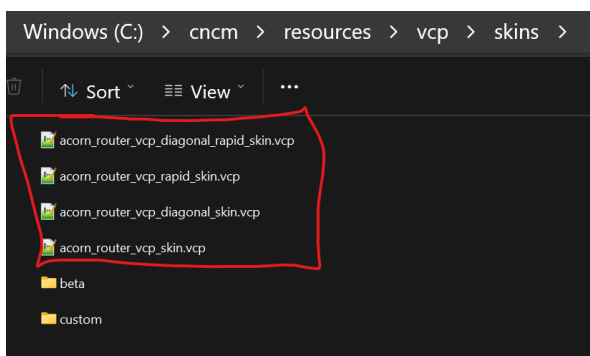 Windows (C:) > cncm > resources > vcp > skins >
Sort View ...
acorn_router_vcp_diagonal_rapid_skin.vcp
acorn_router_vcp_rapid_skin.vcp
acorn_router_vcp_diagonal_skin.vcp
acorn_router_vcp_skin.vcp
beta
custom